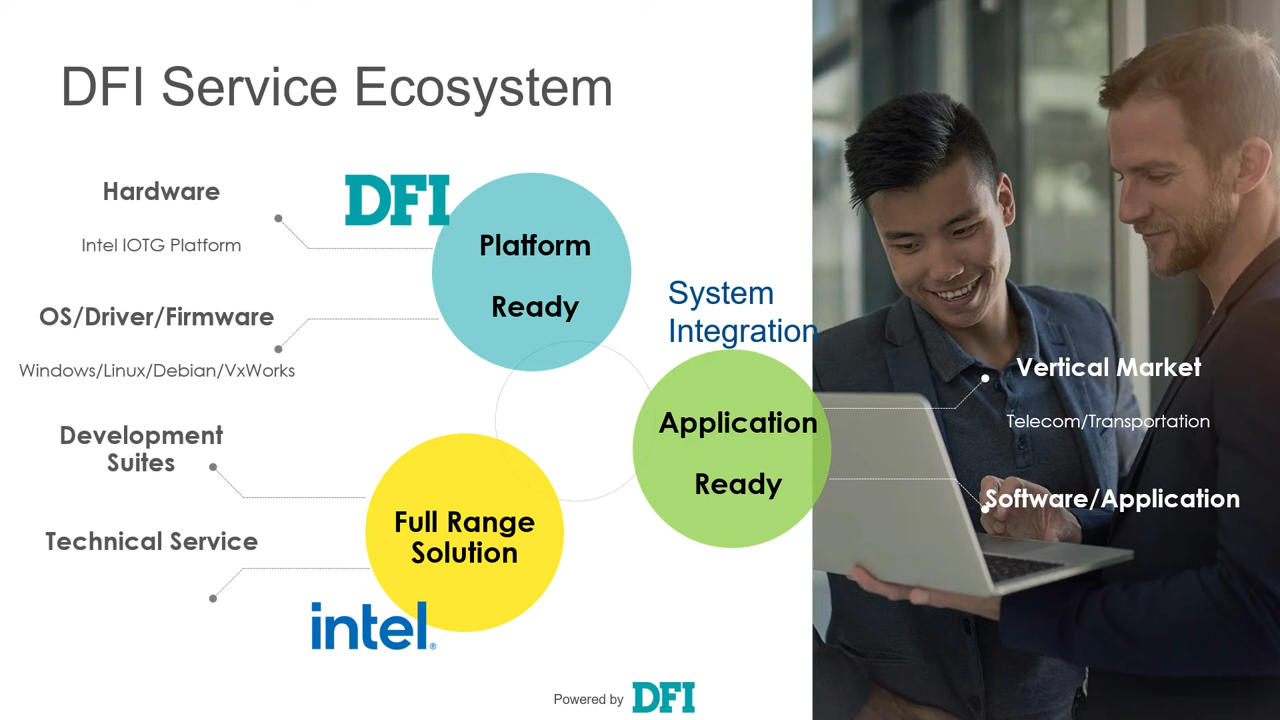 DFI Service Ecosystem
Hardware
Intel IOTG Platform
OS/Driver/Firmware
Windows/Linux/Debian/VxWorks
Development
Suites
Technical Service
DFI
Platform
Ready
Full Range
Solution
intel®
System
Integration
Application
Ready
Vertical Market
Telecom/Transportation
Software/Application
Powered by DFI